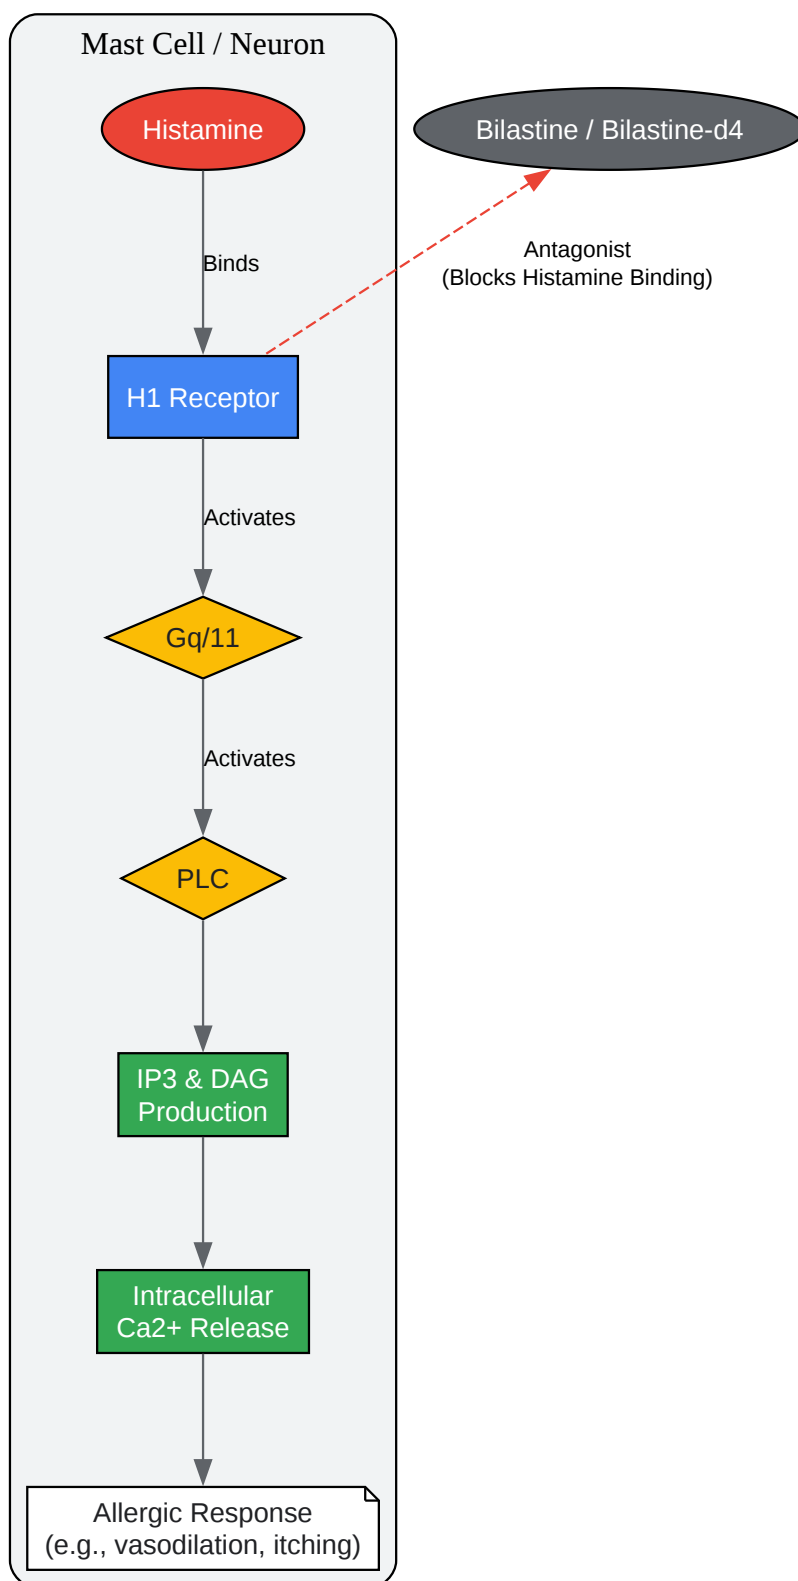 Mast Cell / Neuron
Histamine
Bilastine / Bilastine-d4
Binds
Antagonist
(Blocks Histamine Binding)
H1 Receptor
Activates
Gq/11
Activates
PLC
IP3 & DAG
Production
Intracellular
Ca2+ Release
Allergic Response
(e.g., vasodilation, itching)